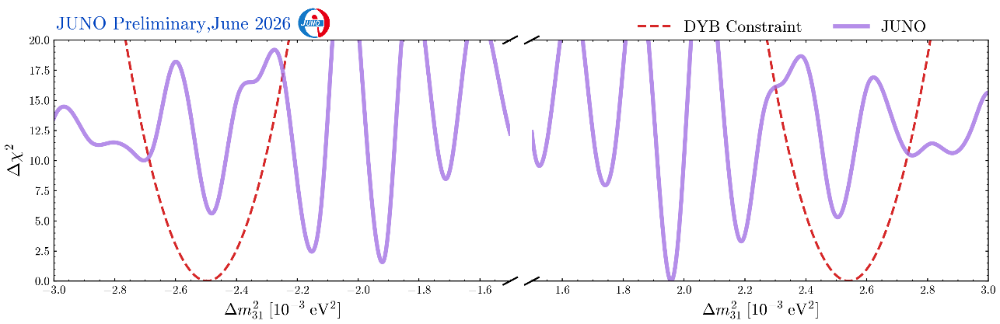 JUNO Preliminary,June 2026
JUNO
DYB Constraint
JUNO
Δχ²
20.0
17.5
15.0
12.5
10.0
7.5
5.0
2.5
0.0
−3.0 −2.8 −2.6 −2.4 −2.2 −2.0 −1.8 −1.6
1.6 1.8 2.0 2.2 2.4 2.6 2.8 3.0
Δm²₃₁ [10⁻³ eV²]
Δm²₃₁ [10⁻³ eV²]